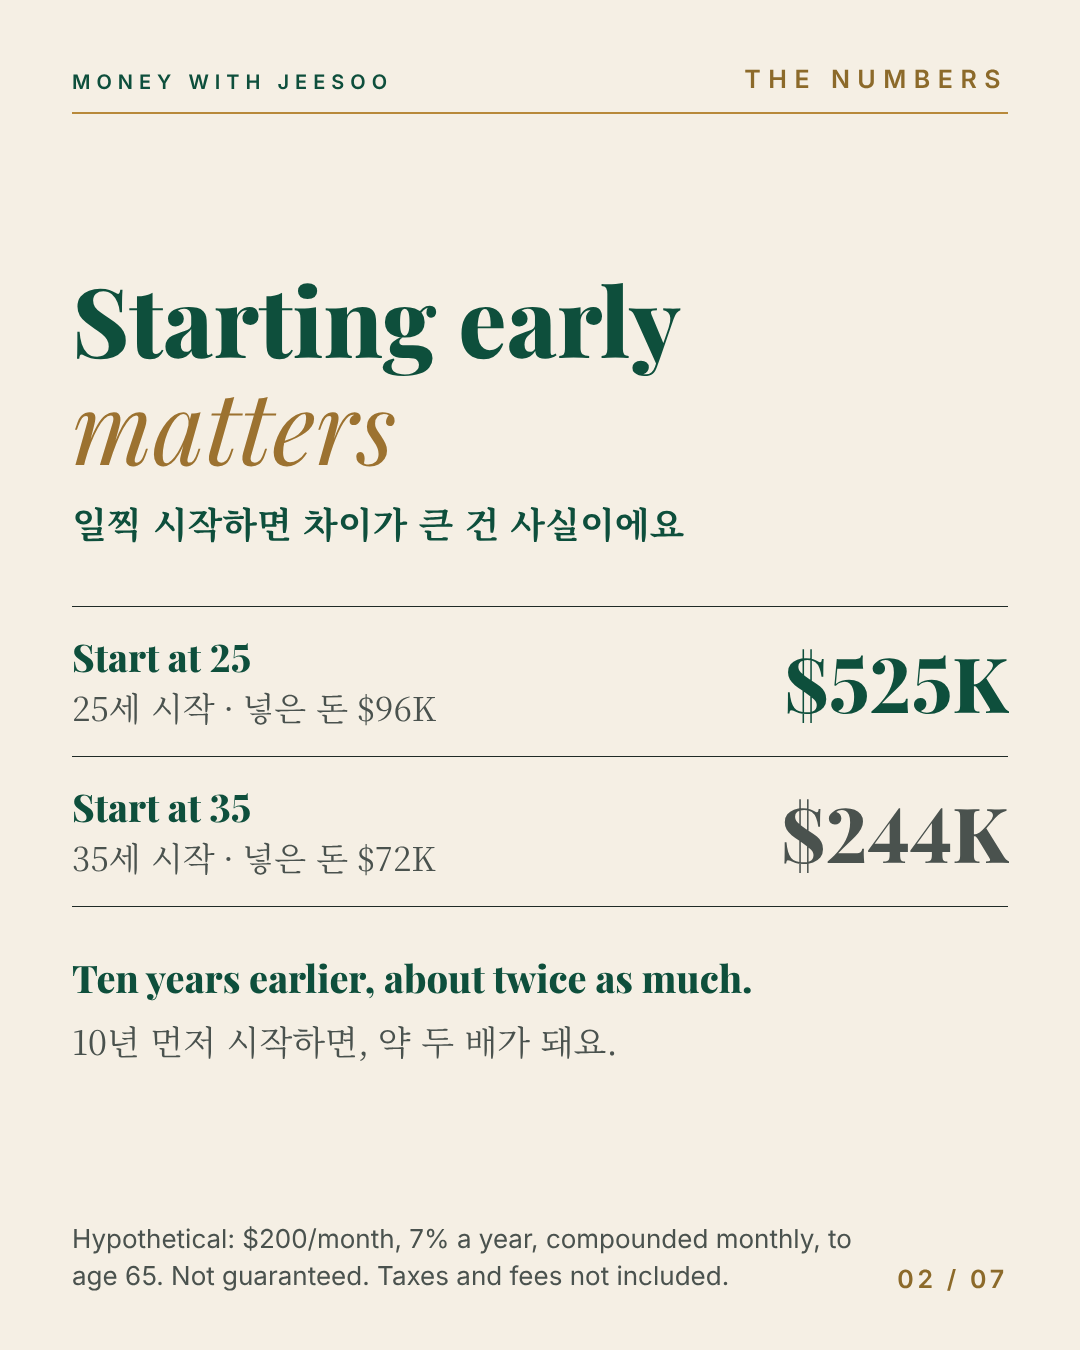 MONEY WITH JEESOO
THE NUMBERS
Starting early
matters
일찍 시작하면 차이가 큰 건 사실이에요
Start at 25
25세 시작 · 넣은 돈 $96K
$525K
Start at 35
35세 시작 · 넣은 돈 $72K
$244K
Ten years earlier, about twice as much.
10년 먼저 시작하면, 약 두 배가 돼요.
Hypothetical: $200/month, 7% a year, compounded monthly, to
age 65. Not guaranteed. Taxes and fees not included.
02 / 07